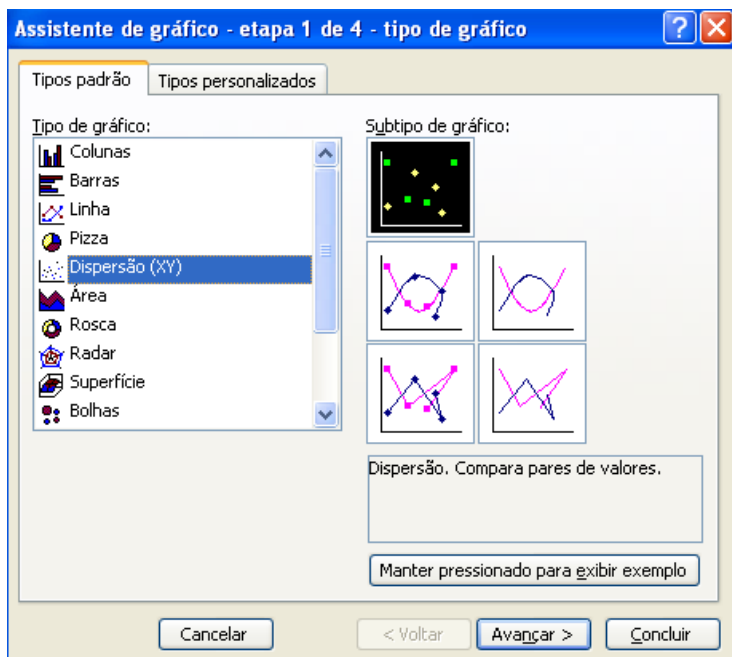 Assistente de gráfico - etapa 1 de 4 - tipo de gráfico
Tipos padrão
Tipos personalizados
Tipo de gráfico:
Colunas
Barras
Linha
Pizza
Dispersão (XY)
Área
Rosca
Radar
Superfície
Bolhas
Subtipo de gráfico:
Dispersão. Compara pares de valores.
Manter pressionado para exibir exemplo
Cancelar
< Voltar
Avançar >
Concluir